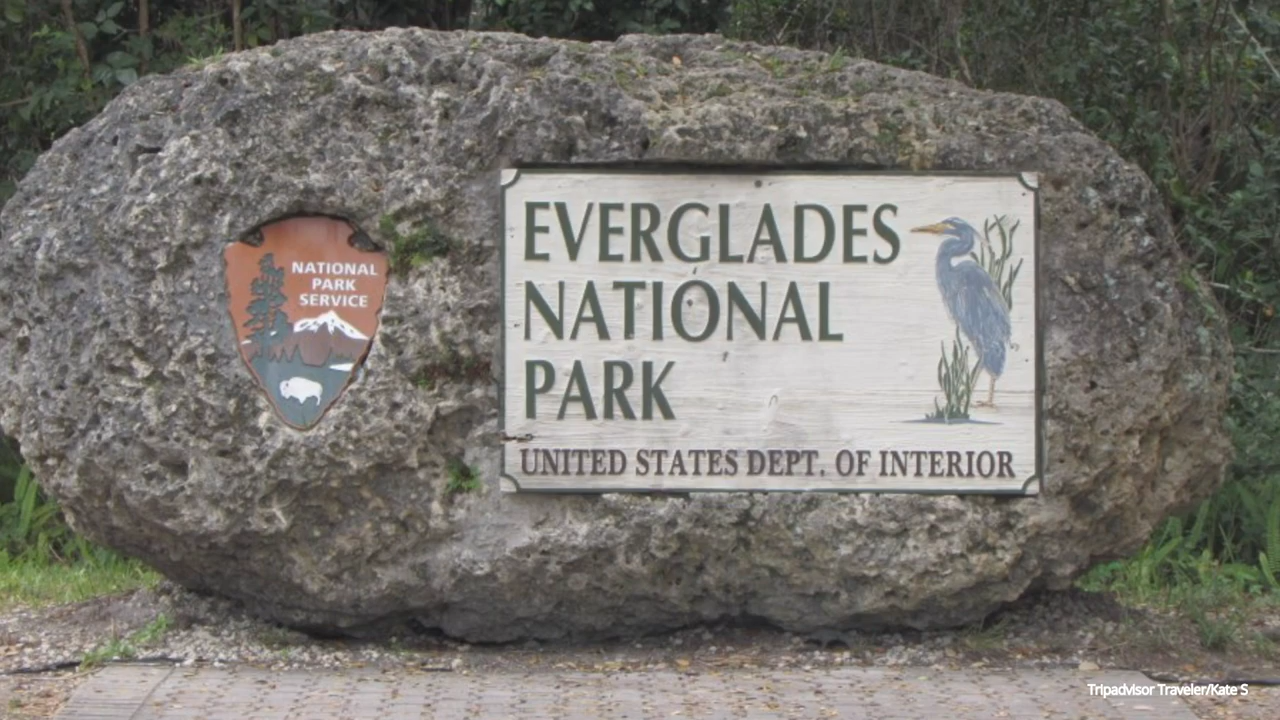 NATIONAL
PARK
SERVICE
EVERGLADES
NATIONAL
PARK
UNITED STATES DEPT. OF INTERIOR
Tripadvisor Traveler/Kate S